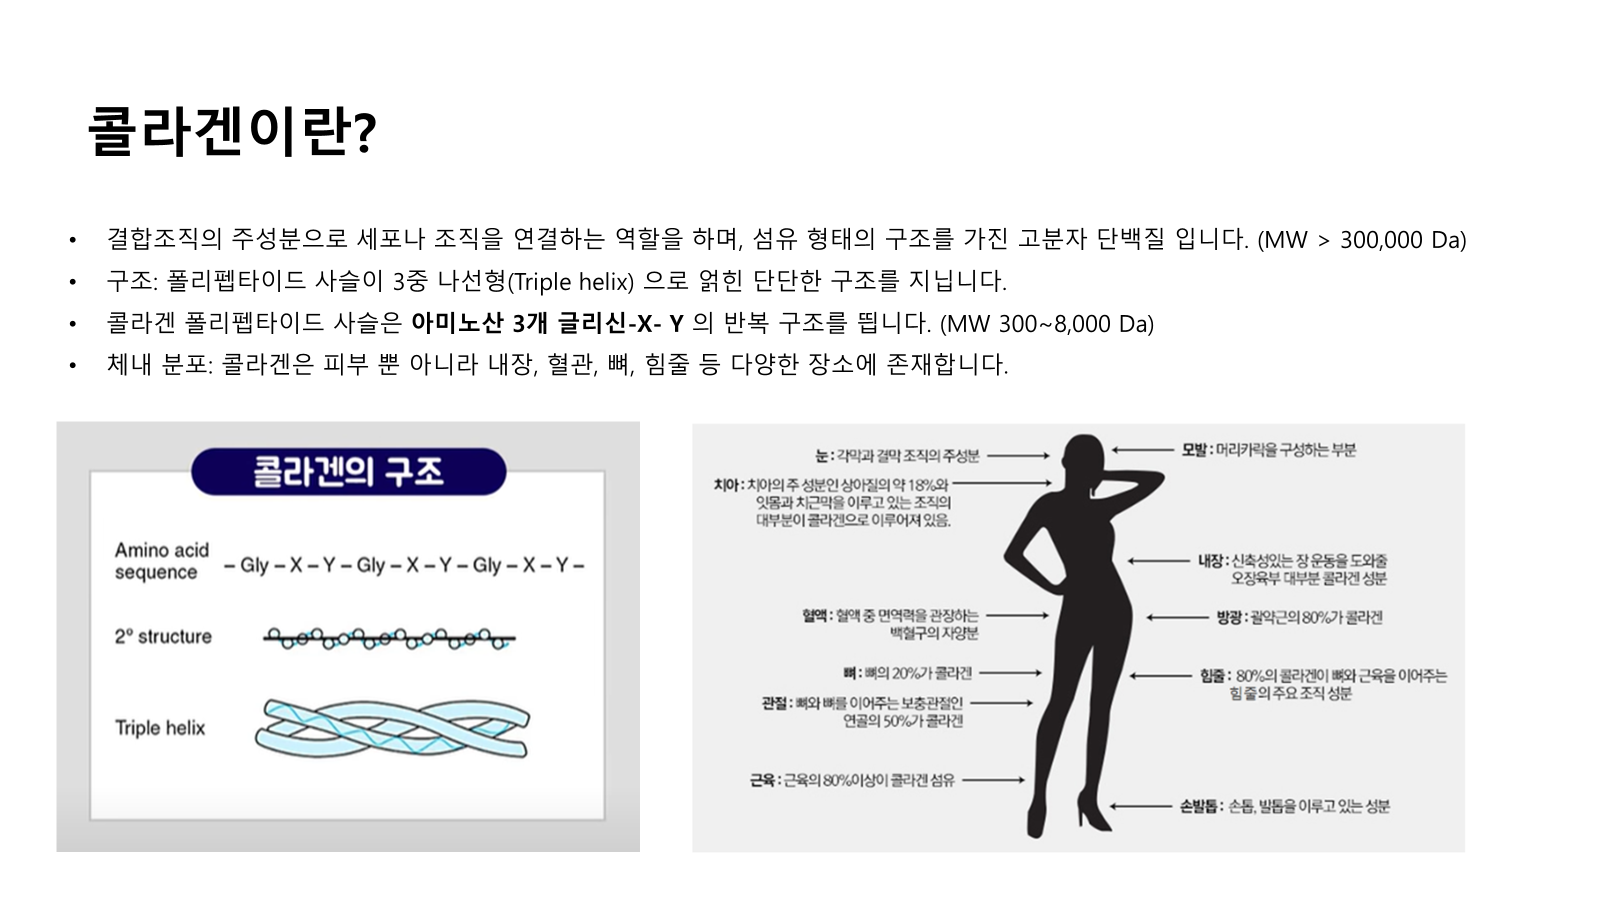 콜라겐이란?
• 결합조직의 주성분으로 세포나 조직을 연결하는 역할을 하며, 섬유 형태의 구조를 가진 고분자 단백질 입니다. (MW > 300,000 Da)
• 구조: 폴리펩타이드 사슬이 3중 나선형(Triple helix) 으로 얽힌 단단한 구조를 지닙니다.
• 콜라겐 폴리펩타이드 사슬은 아미노산 3개 글리신-X- Y 의 반복 구조를 띕니다. (MW 300~8,000 Da)
• 체내 분포: 콜라겐은 피부 뿐 아니라 내장, 혈관, 뼈, 힘줄 등 다양한 장소에 존재합니다.
콜라겐의 구조
Amino acid
sequence
– Gly – X – Y – Gly – X – Y – Gly – X – Y –
2º structure
Triple helix
눈 : 각막과 결막 조직의 주성분
치아 : 치아의 주 성분인 상아질의 약 18%와
잇몸과 치근막을 이루고 있는 조직의
대부분이 콜라겐으로 이루어져 있음.
혈액 : 혈액 중 면역력을 관장하는
백혈구의 자양분
뼈 : 뼈의 20%가 콜라겐
관절 : 뼈와 뼈를 이어주는 보충관절인
연골의 50%가 콜라겐
근육 : 근육의 80%이상이 콜라겐 섬유
모발 : 머리카락을 구성하는 부분
내장 : 신축성있는 장 운동을 도와줄
오장육부 대부분 콜라겐 성분
방광 : 괄약근의 80%가 콜라겐
힘줄 : 80%의 콜라겐이 뼈와 근육을 이어주는
힘 줄의 주요 조직 성분
손발톱 : 손톱, 발톱을 이루고 있는 성분